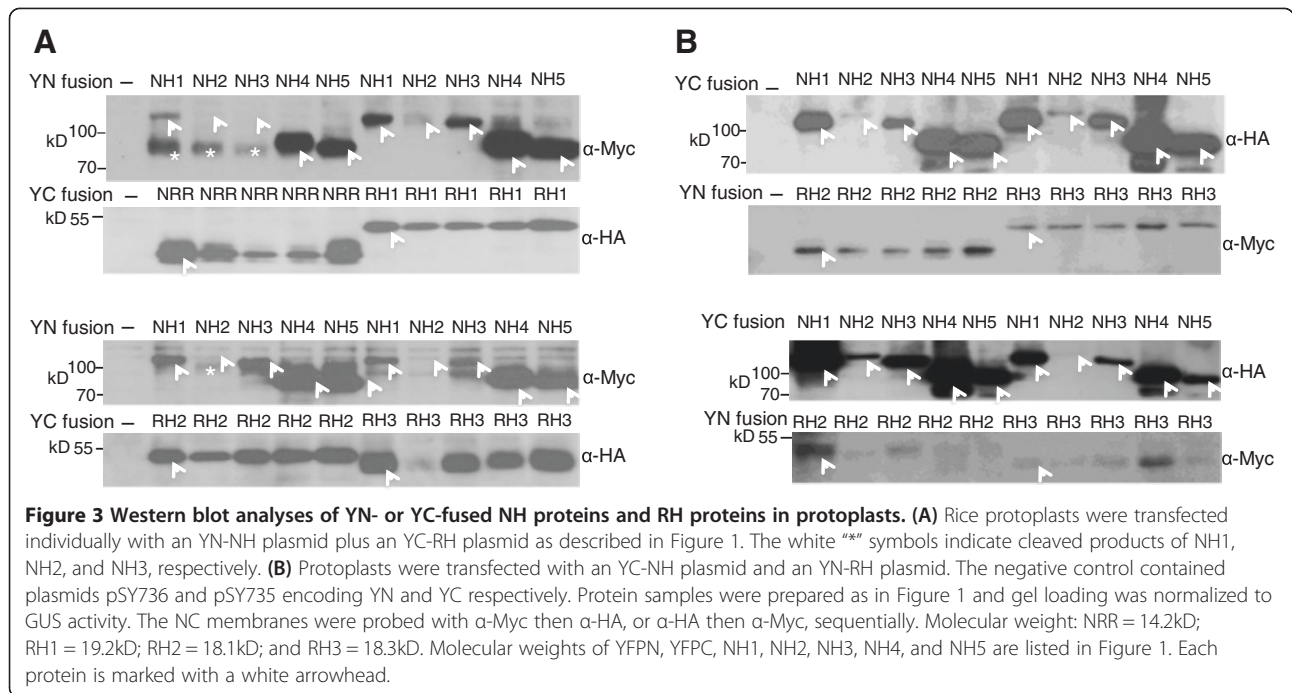 A
YN fusion – NH1 NH2 NH3 NH4 NH5 NH1 NH2 NH3 NH4 NH5
kD 100
70
* * *
α-Myc
YC fusion – NRR NRR NRR NRR NRR RH1 RH1 RH1 RH1 RH1
kD 55
α-HA
YN fusion – NH1 NH2 NH3 NH4 NH5 NH1 NH2 NH3 NH4 NH5
100
kD
70
*
α-Myc
YC fusion – RH2 RH2 RH2 RH2 RH2 RH3 RH3 RH3 RH3 RH3
kD 55
α-HA
B
YC fusion – NH1 NH2 NH3 NH4 NH5 NH1 NH2 NH3 NH4 NH5
kD 100
70
α-HA
YN fusion – RH2 RH2 RH2 RH2 RH2 RH3 RH3 RH3 RH3 RH3
kD 55
α-Myc
YC fusion NH1 NH2 NH3 NH4 NH5 NH1 NH2 NH3 NH4 NH5
100
kD
70
α-HA
YN fusion RH2 RH2 RH2 RH2 RH2 RH3 RH3 RH3 RH3 RH3
kD 55
α-Myc
Figure 3 Western blot analyses of YN- or YC-fused NH proteins and RH proteins in protoplasts. (A) Rice protoplasts were transfected
individually with an YN-NH plasmid plus an YC-RH plasmid as described in Figure 1. The white “*” symbols indicate cleaved products of NH1,
NH2, and NH3, respectively. (B) Protoplasts were transfected with an YC-NH plasmid and an YN-RH plasmid. The negative control contained
plasmids pSY736 and pSY735 encoding YN and YC respectively. Protein samples were prepared as in Figure 1 and gel loading was normalized to
GUS activity. The NC membranes were probed with α-Myc then α-HA, or α-HA then α-Myc, sequentially. Molecular weight: NRR = 14.2kD;
RH1 = 19.2kD; RH2 = 18.1kD; and RH3 = 18.3kD. Molecular weights of YFPN, YFPC, NH1, NH2, NH3, NH4, and NH5 are listed in Figure 1. Each
protein is marked with a white arrowhead.